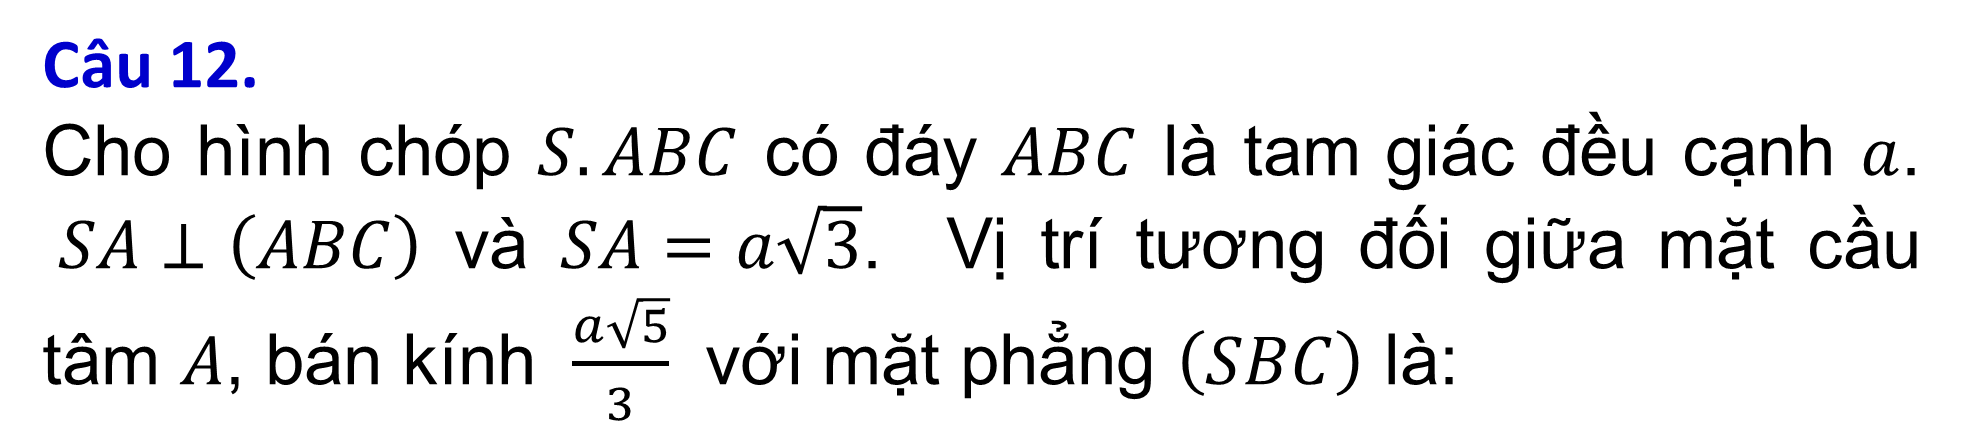 Câu 12.
Cho hình chóp S.ABC có đáy ABC là tam giác đều cạnh a.
SA ⊥ (ABC) và SA = a√3. Vị trí tương đối giữa mặt cầu
tâm A, bán kính a√5/3 với mặt phẳng (SBC) là: